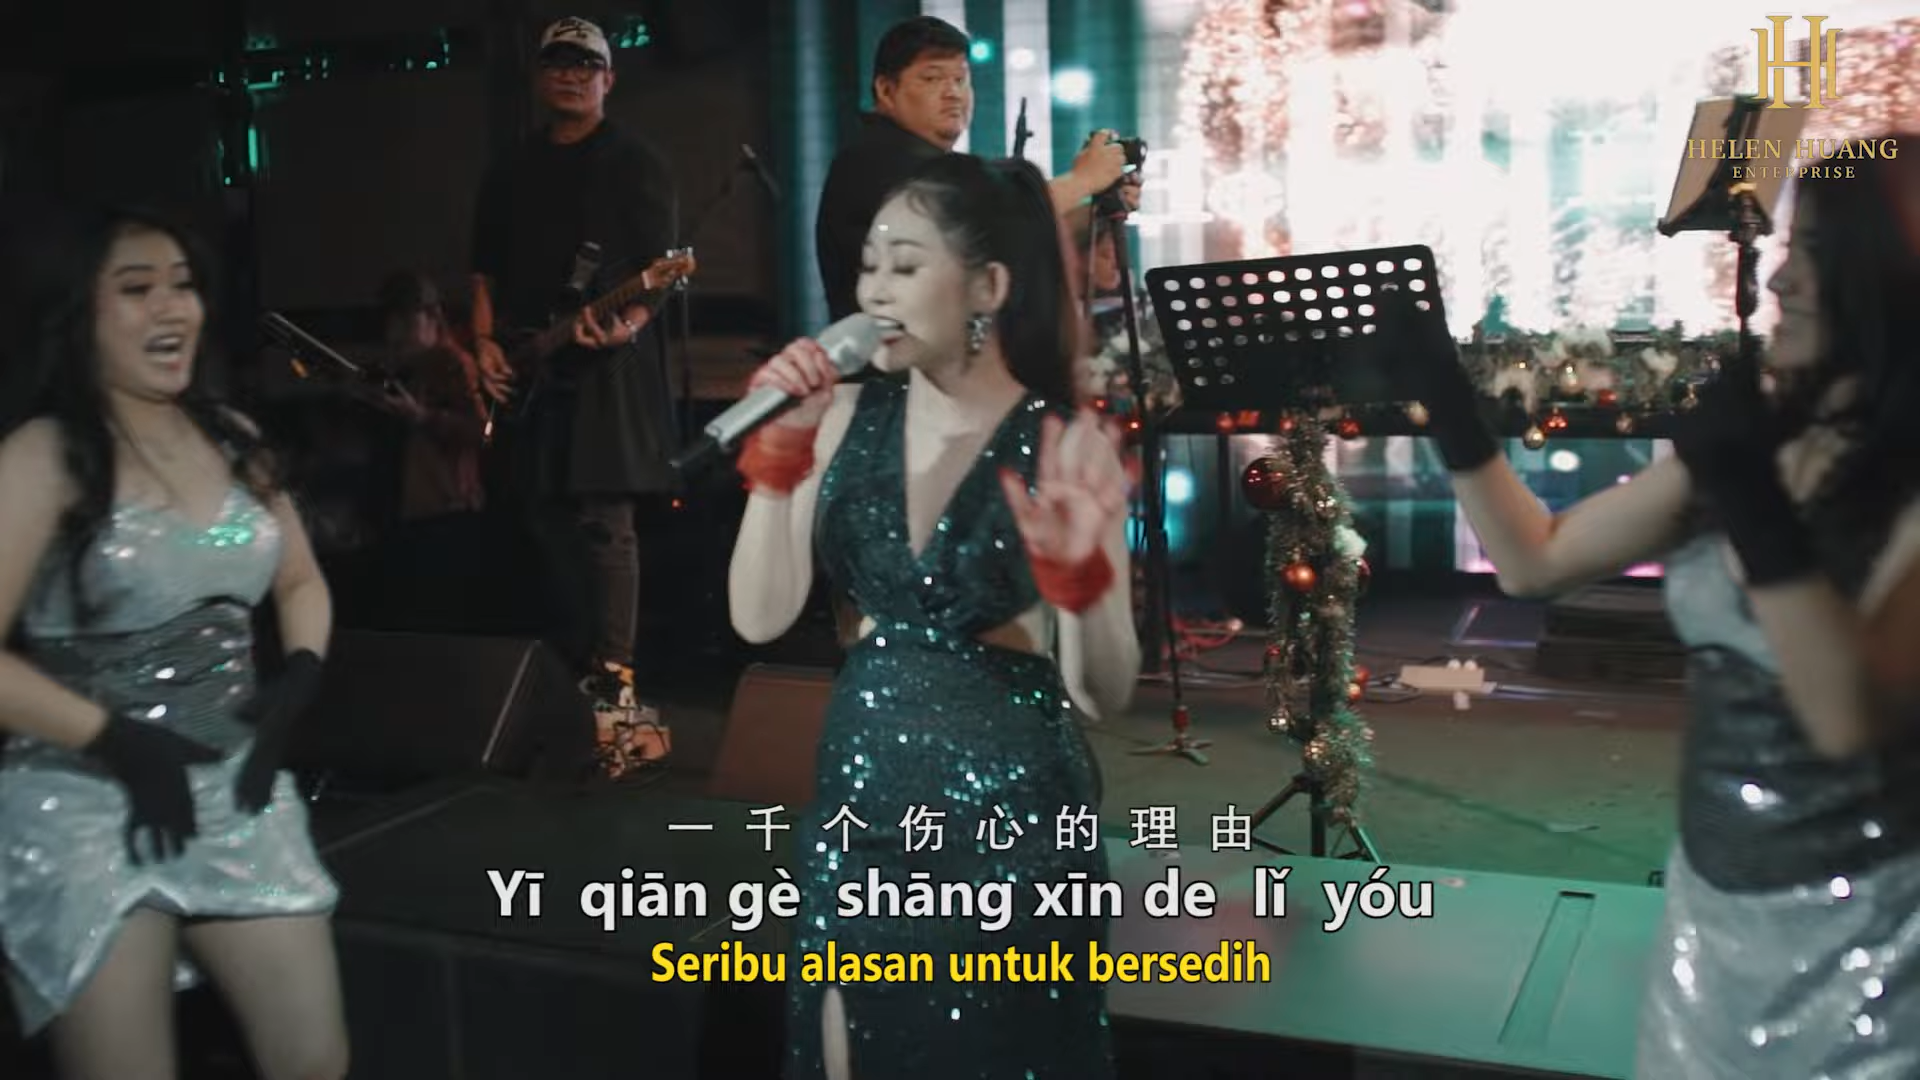 HELEN HUANG
ENTERPRISE
一千个伤心的理由
Yī qiān gè shāng xīn de lǐ yóu
Seribu alasan untuk bersedih